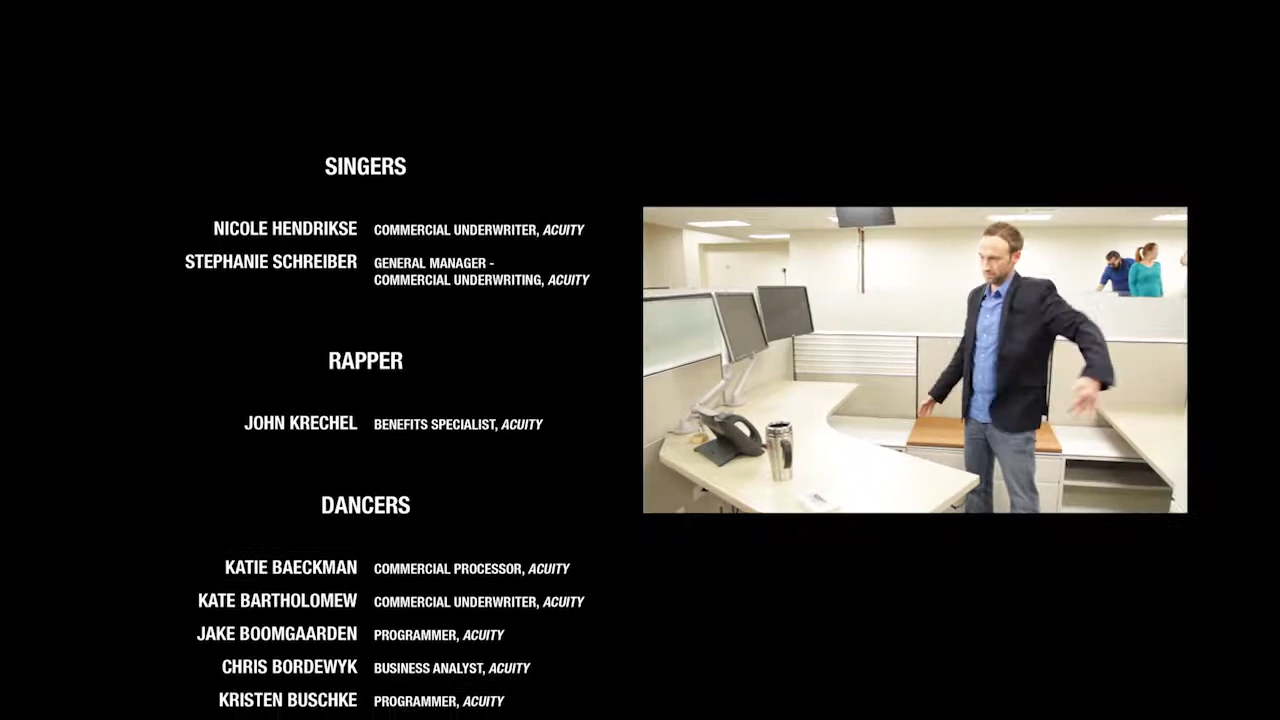 SINGERS
NICOLE HENDRIKSE COMMERCIAL UNDERWRITER, ACUITY
STEPHANIE SCHREIBER GENERAL MANAGER -
COMMERCIAL UNDERWRITING, ACUITY
RAPPER
JOHN KRECHEL BENEFITS SPECIALIST, ACUITY
DANCERS
KATIE BAECKMAN COMMERCIAL PROCESSOR, ACUITY
KATE BARTHOLOMEW COMMERCIAL UNDERWRITER, ACUITY
JAKE BOOMGAARDEN PROGRAMMER, ACUITY
CHRIS BORDEWYK BUSINESS ANALYST, ACUITY
KRISTEN BUSCHKE PROGRAMMER, ACUITY